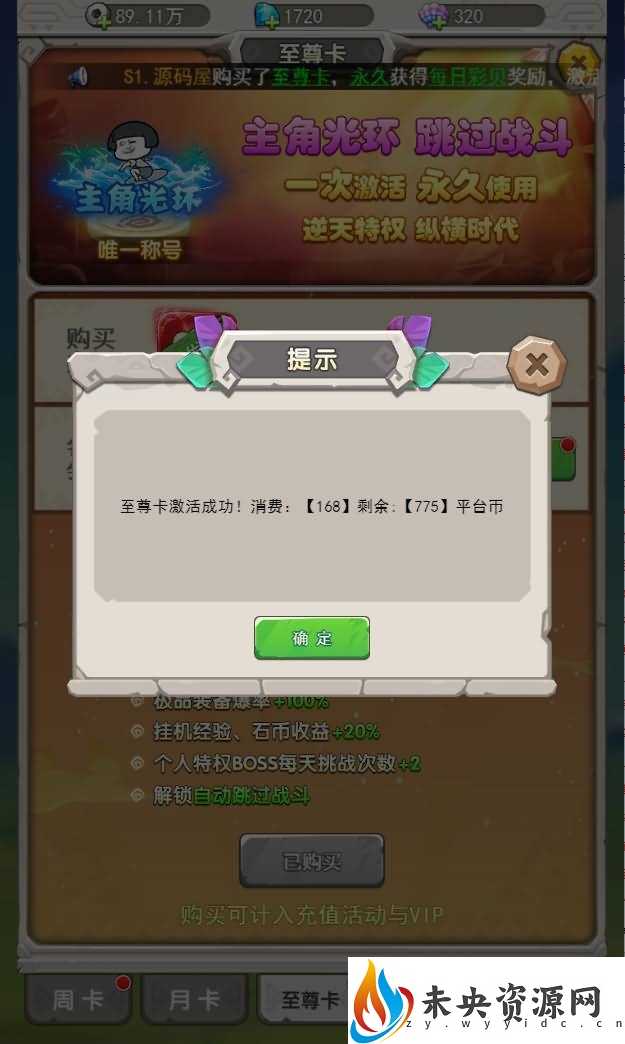 89.11万 1720 320
至尊卡
S1.源码屋购买了至尊卡，永久获得每日彩贝奖励，激活
主角光环 跳过战斗
主角光环
一次激活 永久使用
逆天特权 纵横时代
唯一称号
购买
提示
至尊卡激活成功！消费：【168】剩余:【775】平台币
确定
极品装备爆率+100%
挂机经验、石币收益+20%
个人特权BOSS每天挑战次数+2
解锁自动跳过战斗
已购买
购买可计入充值活动与VIP
周卡 月卡 至尊卡
未央资源网
zy.wyyidc.cn